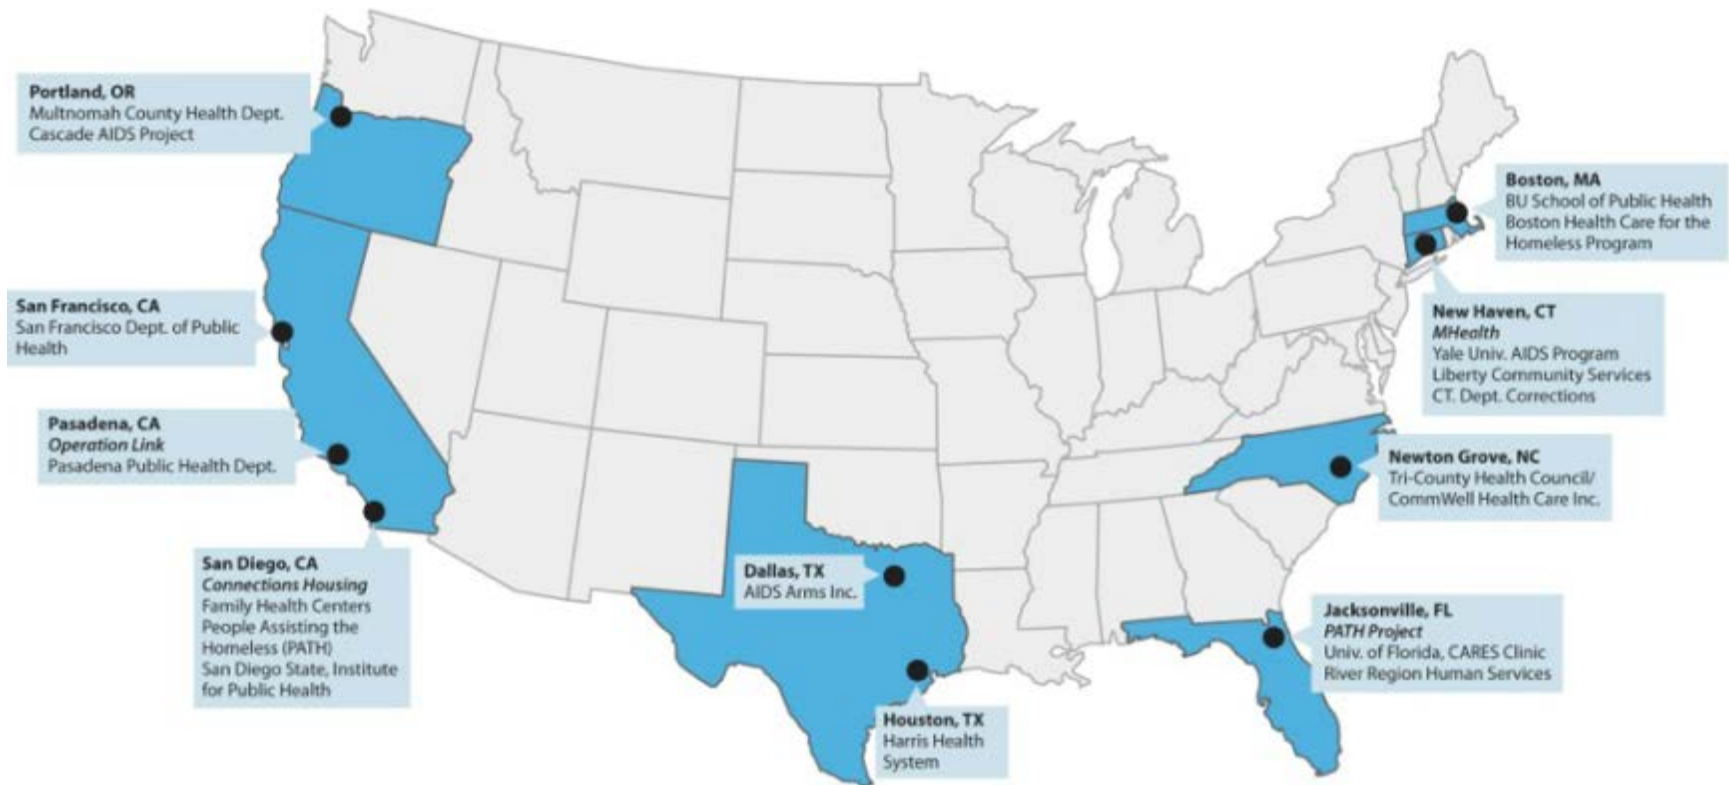 Portland, OR
Multnomah County Health Dept.
Cascade AIDS Project
San Francisco, CA
San Francisco Dept. of Public
Health
Pasadena, CA
Operation Link
Pasadena Public Health Dept.
San Diego, CA
Connections Housing
Family Health Centers
People Assisting the
Homeless (PATH)
San Diego State, Institute
for Public Health
Dallas, TX
AIDS Arms Inc.
Houston, TX
Harris Health
System
Boston, MA
BU School of Public Health
Boston Health Care for the
Homeless Program
New Haven, CT
MHealth
Yale Univ. AIDS Program
Liberty Community Services
CT. Dept. Corrections
Newton Grove, NC
Tri-County Health Council/
CommWell Health Care Inc.
Jacksonville, FL
PATH Project
Univ. of Florida, CARES Clinic
River Region Human Services